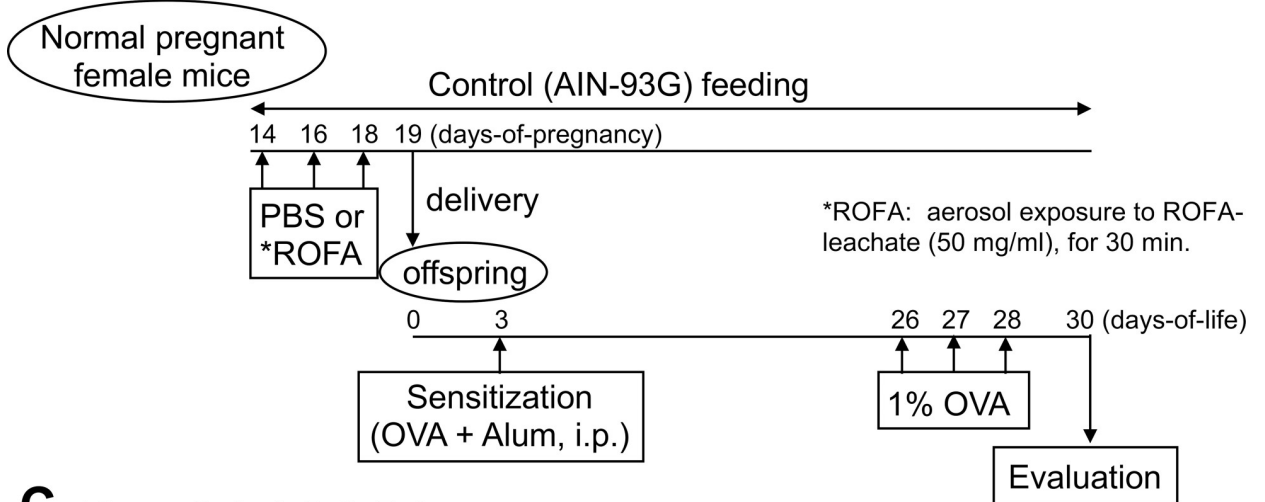 Normal pregnant
female mice
Control (AIN-93G) feeding
14 16 18 19 (days-of-pregnancy)
PBS or
*ROFA
delivery
*ROFA: aerosol exposure to ROFA-
leachate (50 mg/ml), for 30 min.
offspring
0 3 26 27 28 30 (days-of-life)
Sensitization
(OVA + Alum, i.p.)
1% OVA
Evaluation